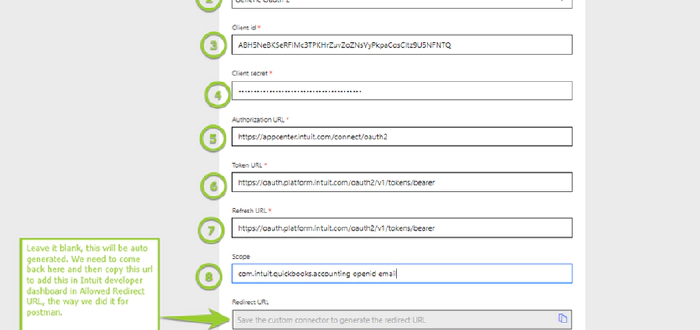 2
Generic Oauth 2
Client id *
3
4
Client secret *
Authorization URL *
5
https://appcenter.intuit.com/connect/oauth2
Token URL *
6
https://oauth.platform.intuit.com/oauth2/v1/tokens/bearer
Refresh URL *
7
https://oauth.platform.intuit.com/oauth2/v1/tokens/bearer
Scope
8
com.intuit.quickbooks.accounting openid email
Redirect URL
Save the custom connector to generate the redirect URL
Leave it blank, this will be auto
generated. We need to come
back here and then copy this url
to add this in Intuit developer
dashboard in Allowed Redirect
URL, the way we did it for
postman.